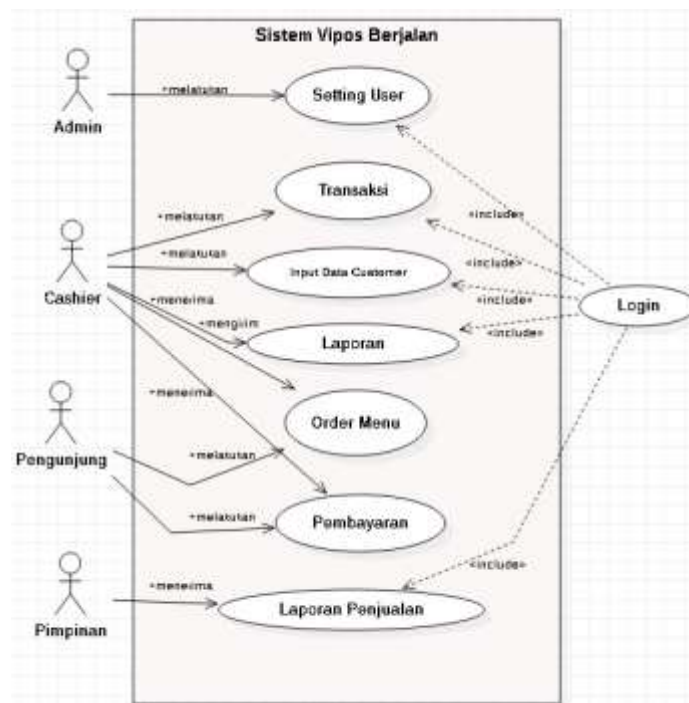 Sistem Vipos Berjalan
+melakukan
Setting User
Admin
Transaksi
+melakukan
«include»
+melakukan
Input Data Customer
«include»
Cashier
+menerima
«include»
Login
+mengirim
Laporan
«include»
+menerima
Order Menu
Pengunjung
+melakukan
+melakukan
Pembayaran
«include»
+menerima
Laporan Penjualan
Pimpinan